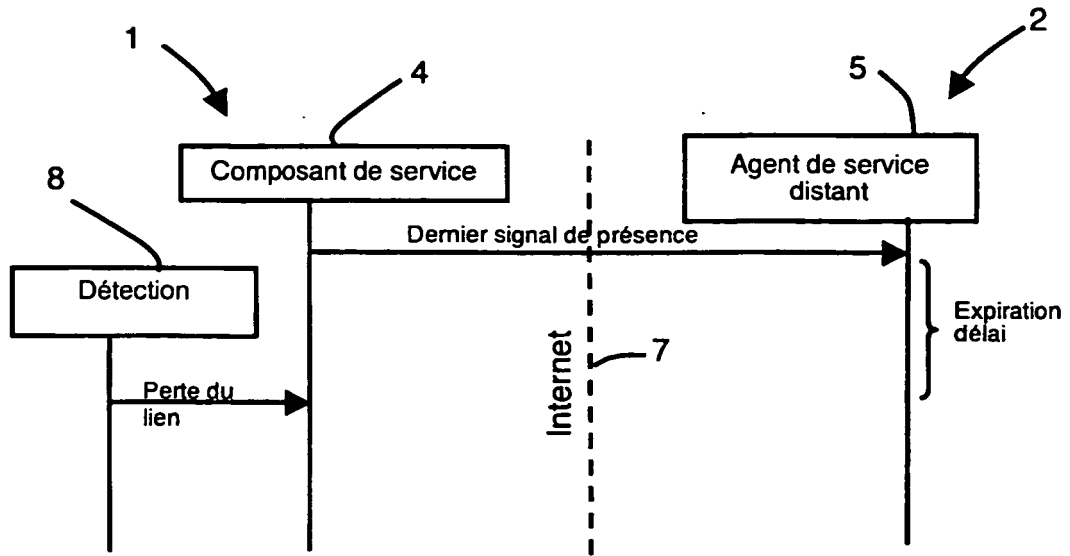 1
2
4
5
8
Composant de service
Agent de service
distant
Dernier signal de présence
Détection
Expiration
délai
Internet
7
Perte du
lien